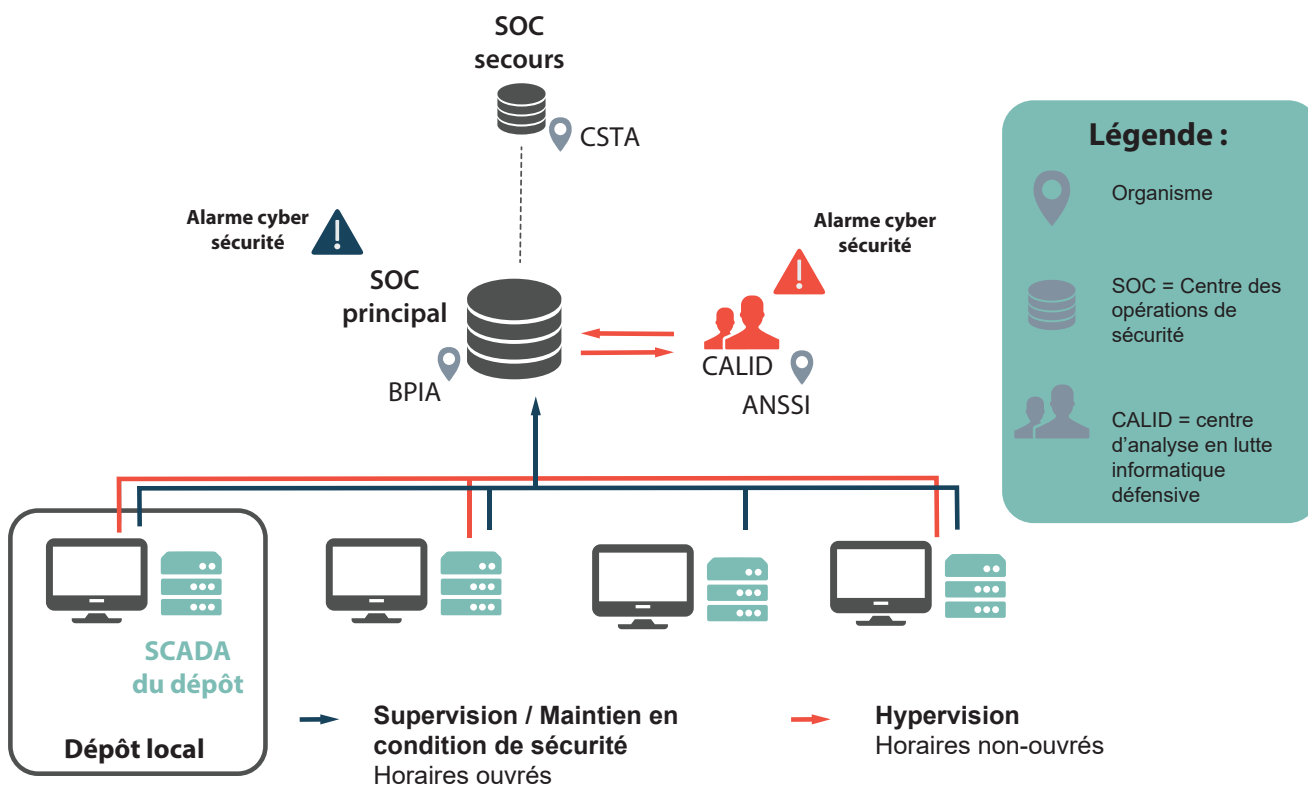 SOC
secours
CSTA
Alarme cyber
sécurité
Alarme cyber
sécurité
SOC
principal
BPIA
CALID
ANSSI
Légende :
Organisme
SOC = Centre des
opérations de
sécurité
CALID = centre
d'analyse en lutte
informatique
défensive
SCADA
du dépôt
Dépôt local
Supervision / Maintien en
condition de sécurité
Horaires ouvrés
Hypervision
Horaires non-ouvrés